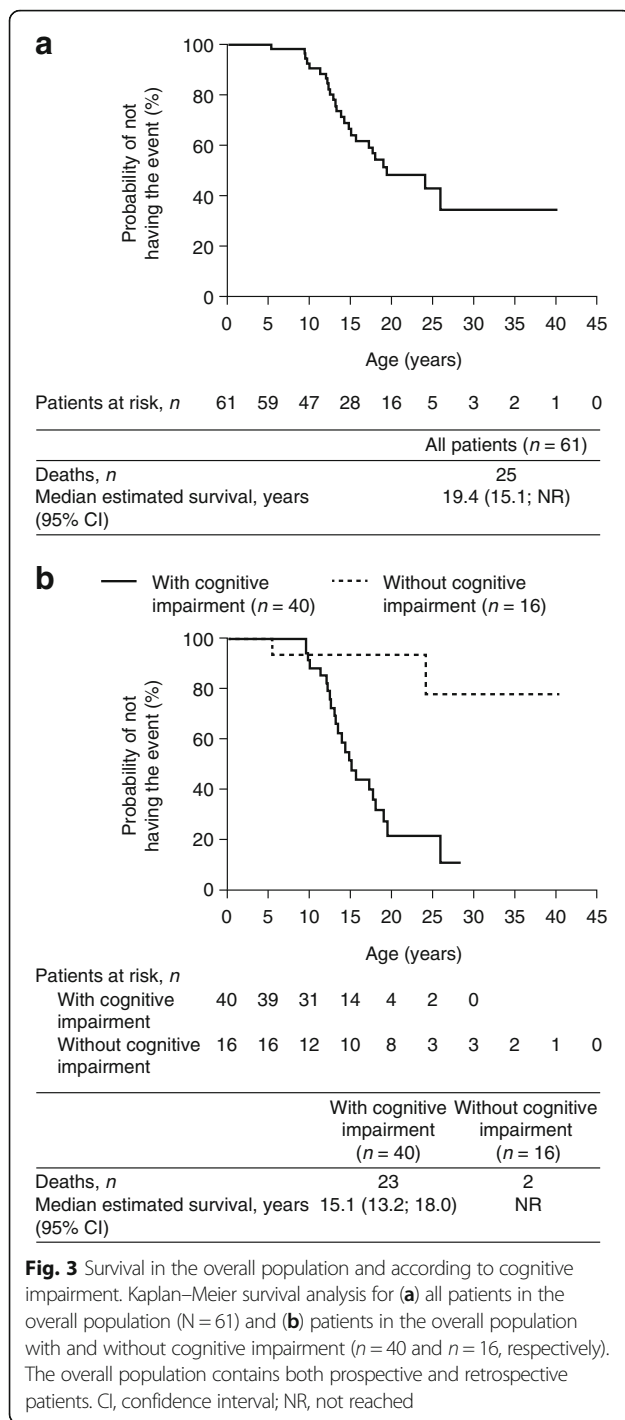 a
100
80
60
40
20
0
Probability of not
having the event (%)
0 5 10 15 20 25 30 35 40 45
Age (years)
Patients at risk, n 61 59 47 28 16 5 3 2 1 0
All patients (n = 61)
Deaths, n 25
Median estimated survival, years 19.4 (15.1; NR)
(95% CI)
b
With cognitive
impairment (n = 40)
Without cognitive
impairment (n = 16)
100
80
60
40
20
0
Probability of not
having the event (%)
0 5 10 15 20 25 30 35 40 45
Age (years)
Patients at risk, n
With cognitive 40 39 31 14 4 2 0
impairment
Without cognitive 16 16 12 10 8 3 3 2 1 0
impairment
With cognitive Without cognitive
impairment impairment
(n = 40) (n = 16)
Deaths, n 23 2
Median estimated survival, years 15.1 (13.2; 18.0) NR
(95% CI)
Fig. 3 Survival in the overall population and according to cognitive
impairment. Kaplan–Meier survival analysis for (a) all patients in the
overall population (N = 61) and (b) patients in the overall population
with and without cognitive impairment (n = 40 and n = 16, respectively).
The overall population contains both prospective and retrospective
patients. CI, confidence interval; NR, not reached